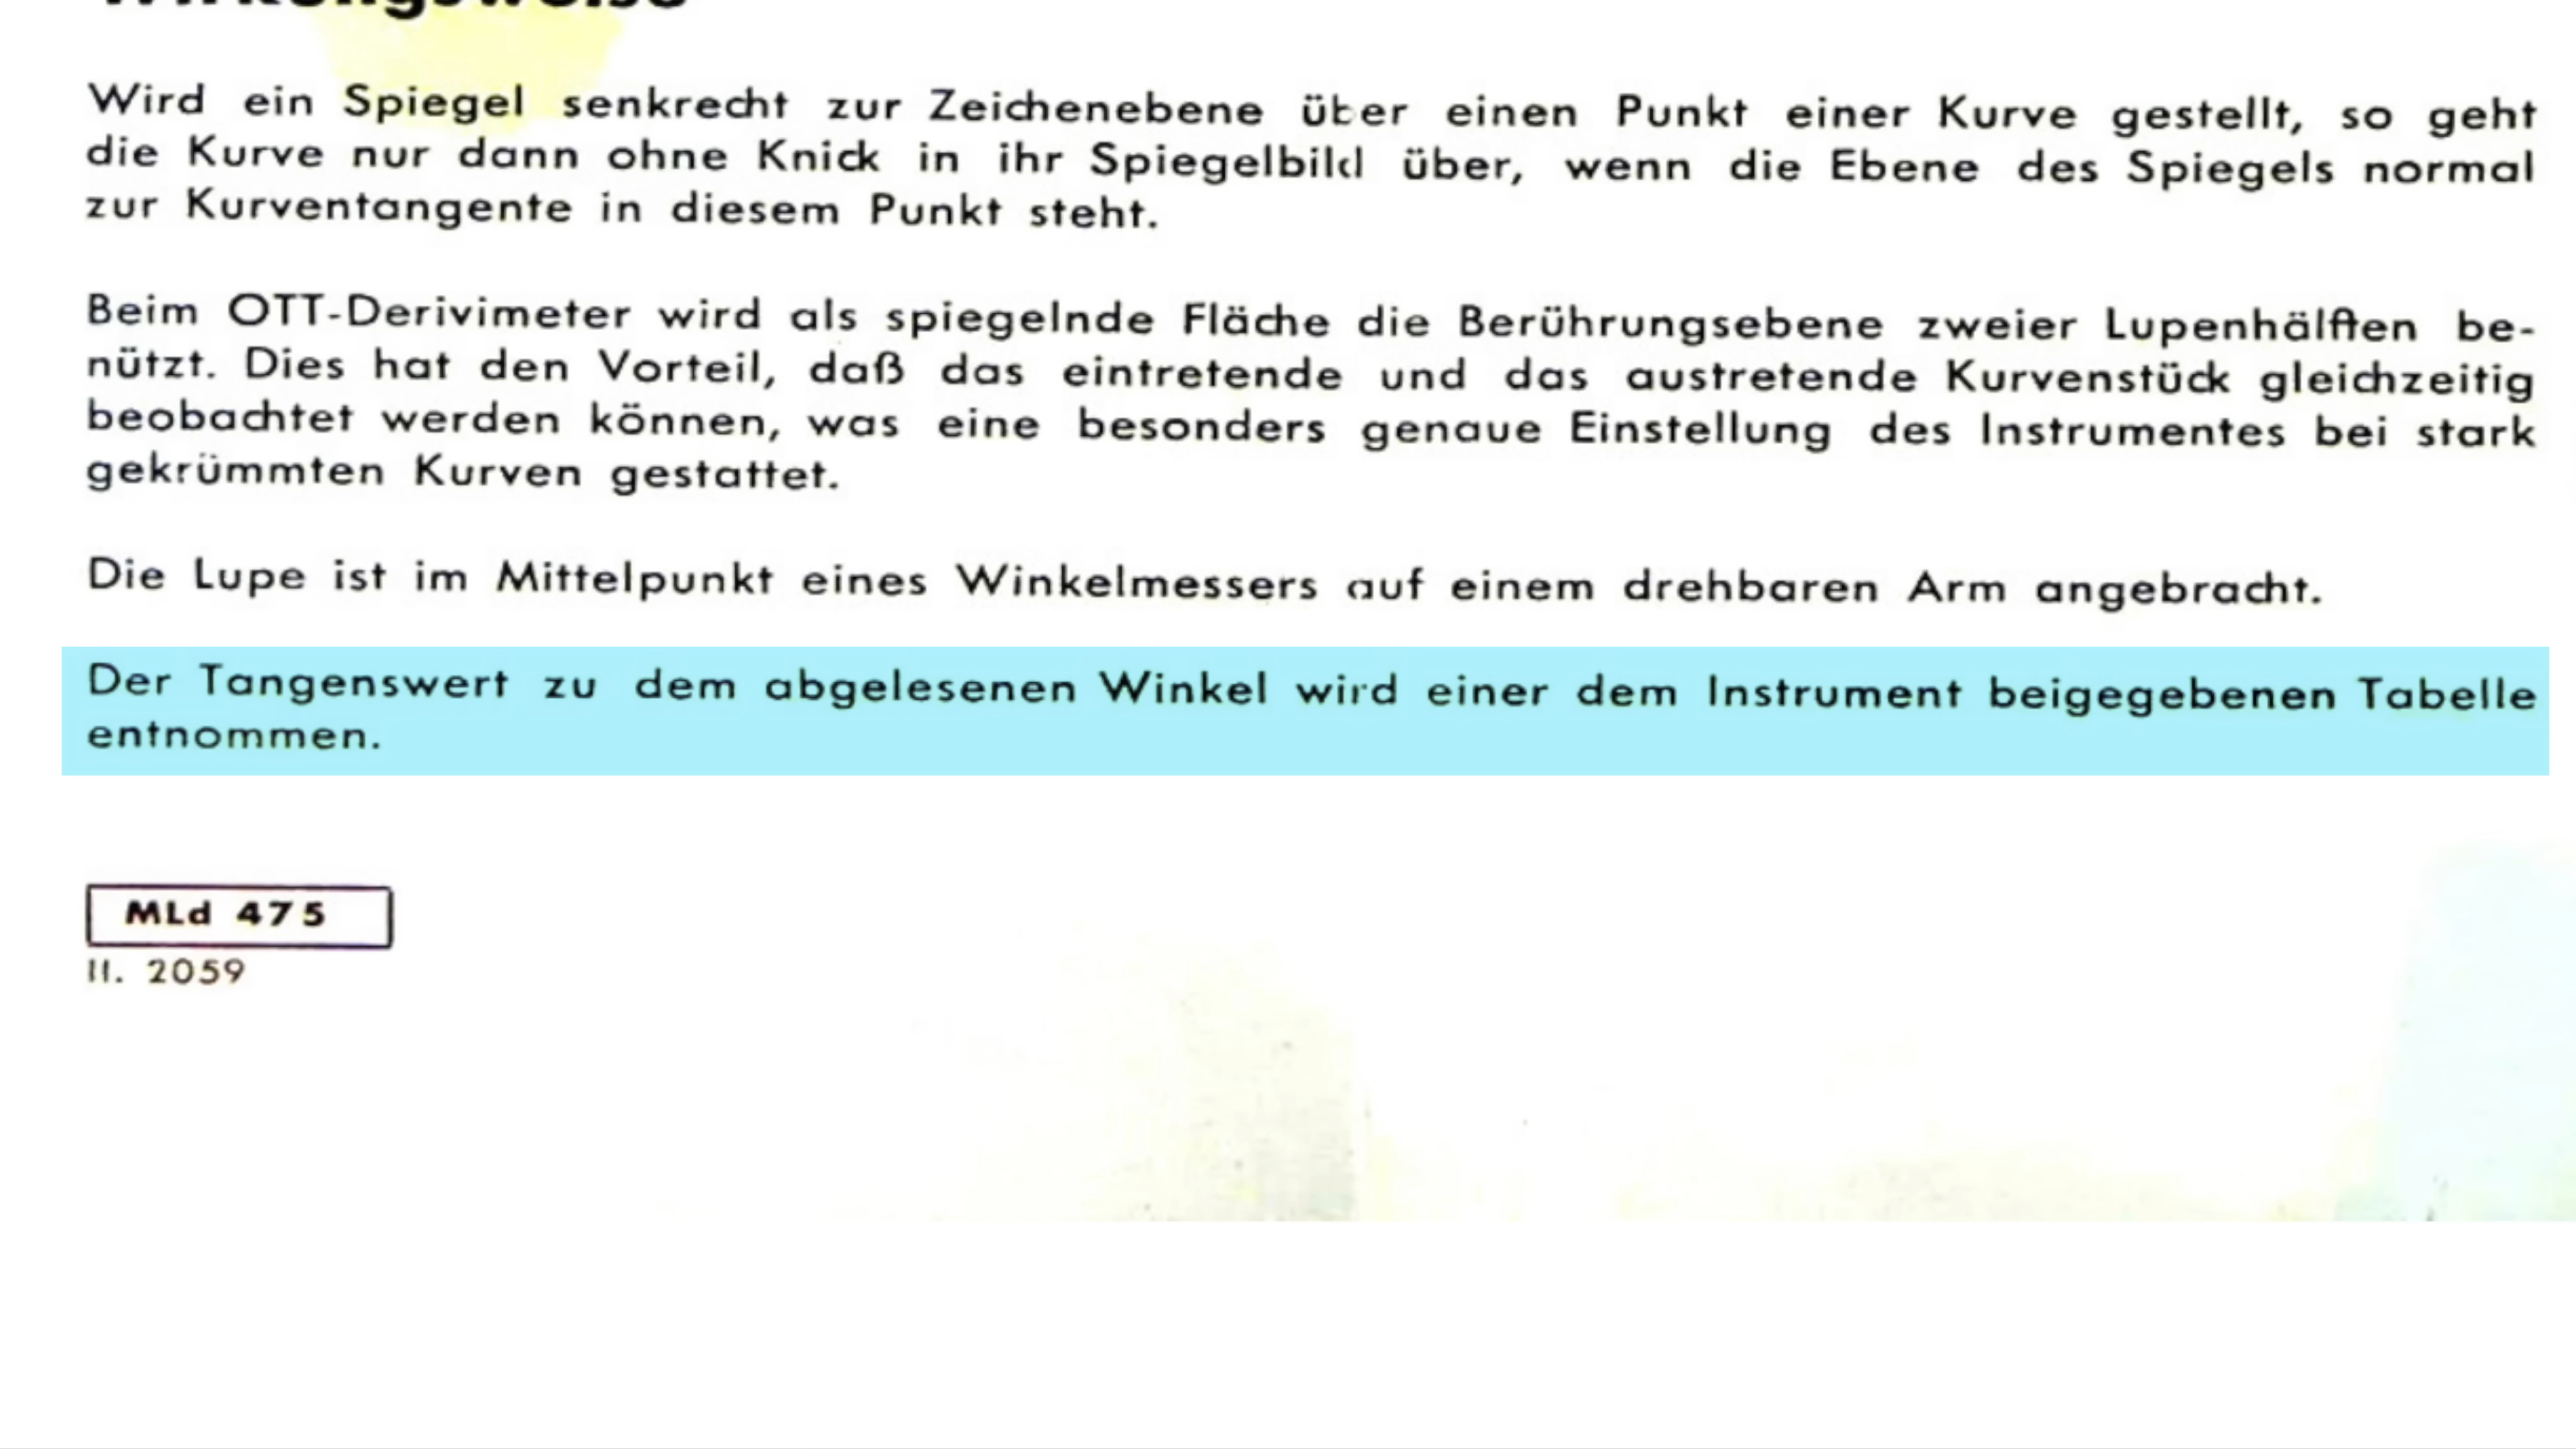 Wirkungsweise
Wird ein Spiegel senkrecht zur Zeichenebene über einen Punkt einer Kurve gestellt, so geht
die Kurve nur dann ohne Knick in ihr Spiegelbild über, wenn die Ebene des Spiegels normal
zur Kurventangente in diesem Punkt steht.
Beim OTT-Derivimeter wird als spiegelnde Fläche die Berührungsebene zweier Lupenhälften be-
nützt. Dies hat den Vorteil, daß das eintretende und das austretende Kurvenstück gleichzeitig
beobachtet werden können, was eine besonders genaue Einstellung des Instrumentes bei stark
gekrümmten Kurven gestattet.
Die Lupe ist im Mittelpunkt eines Winkelmessers auf einem drehbaren Arm angebracht.
Der Tangenswert zu dem abgelesenen Winkel wird einer dem Instrument beigegebenen Tabelle
entnommen.
MLd 475
II. 2059